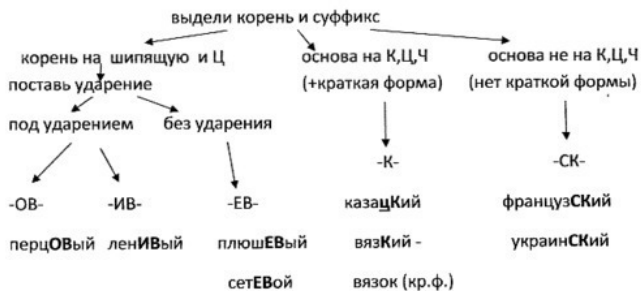 выдели корень и суффикс
корень на шипящую и Ц
поставь ударение
под ударением
без ударения
-ОВ-
-ИВ-
-ЕВ-
перцОВый
ленИВый
плюшЕВый
сетЕВой
основа на К,Ц,Ч
(+краткая форма)
-К-
казацКий
вязКий -
вязок (кр.ф.)
основа не на К,Ц,Ч
(нет краткой формы)
-СК-
французСКий
украинСКий